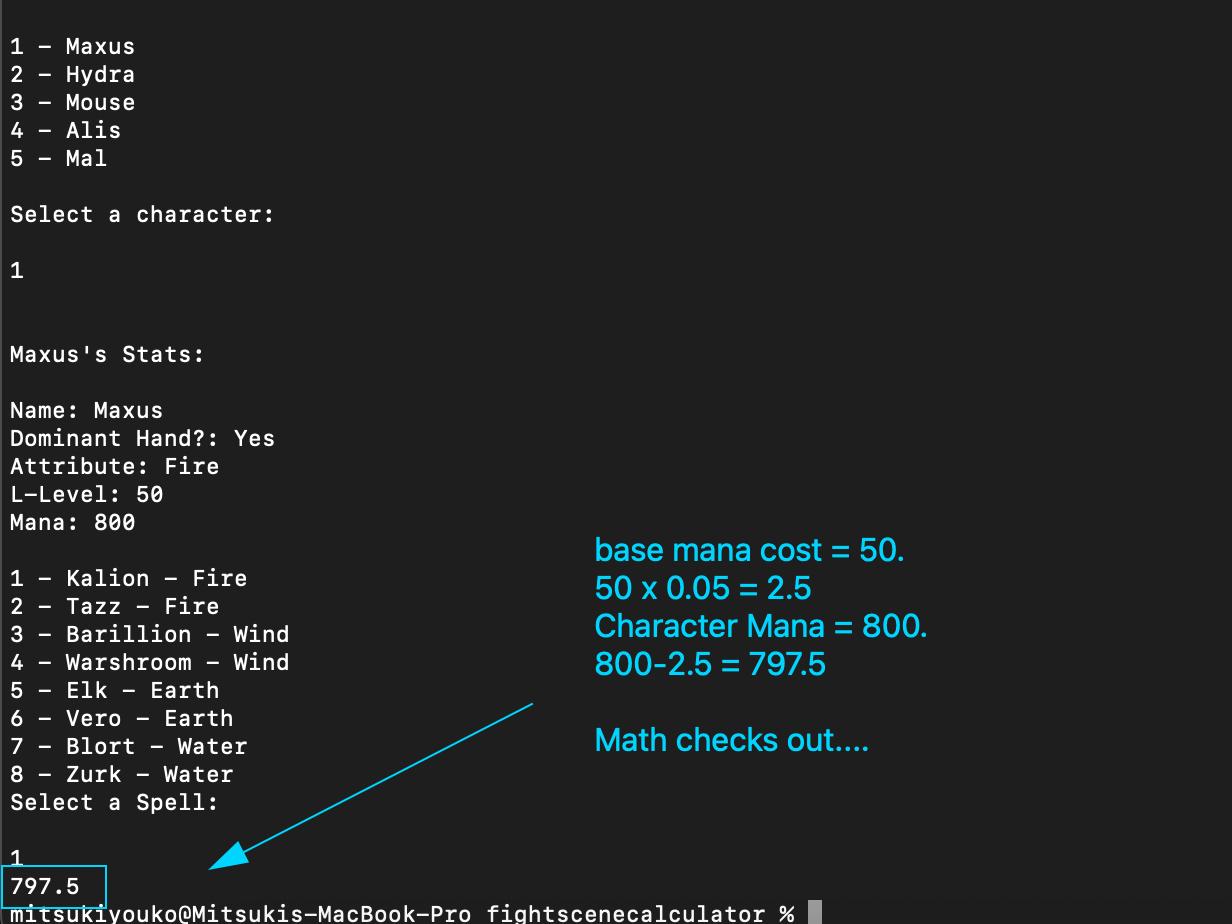 1 – Maxus
2 – Hydra
3 – Mouse
4 – Alis
5 – Mal
Select a character:
1
Maxus's Stats:
Name: Maxus
Dominant Hand?: Yes
Attribute: Fire
L–Level: 50
Mana: 800
1 – Kalion – Fire
2 – Tazz – Fire
3 – Barillion – Wind
4 – Warshroom – Wind
5 – Elk – Earth
6 – Vero – Earth
7 – Blort – Water
8 – Zurk – Water
Select a Spell:
1
797.5
mitsukiyouko@Mitsukis–MacBook–Pro fightscenecalculator %
base mana cost = 50.
50 x 0.05 = 2.5
Character Mana = 800.
800-2.5 = 797.5
Math checks out....